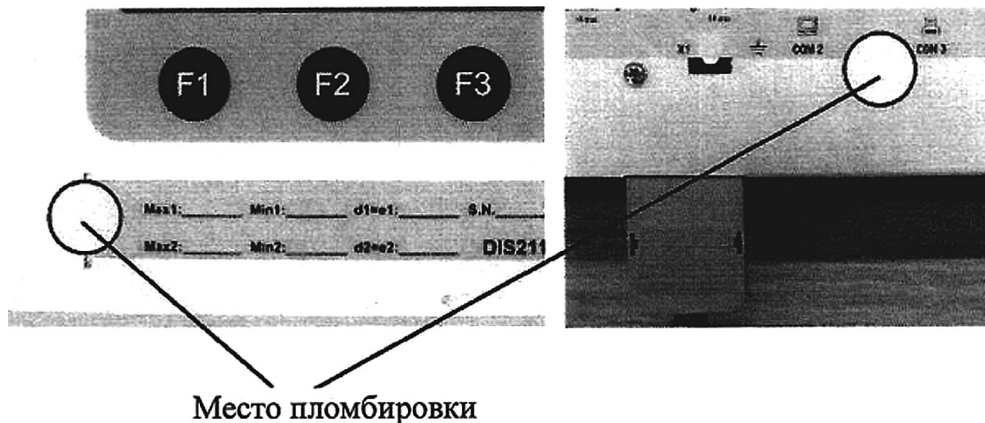 F1 F2 F3
Max1: Min1: d1=e1: S.N.
Max2: Min2: d2=e2: DIS211
X1 COM 2 COM 3
Место пломбировки